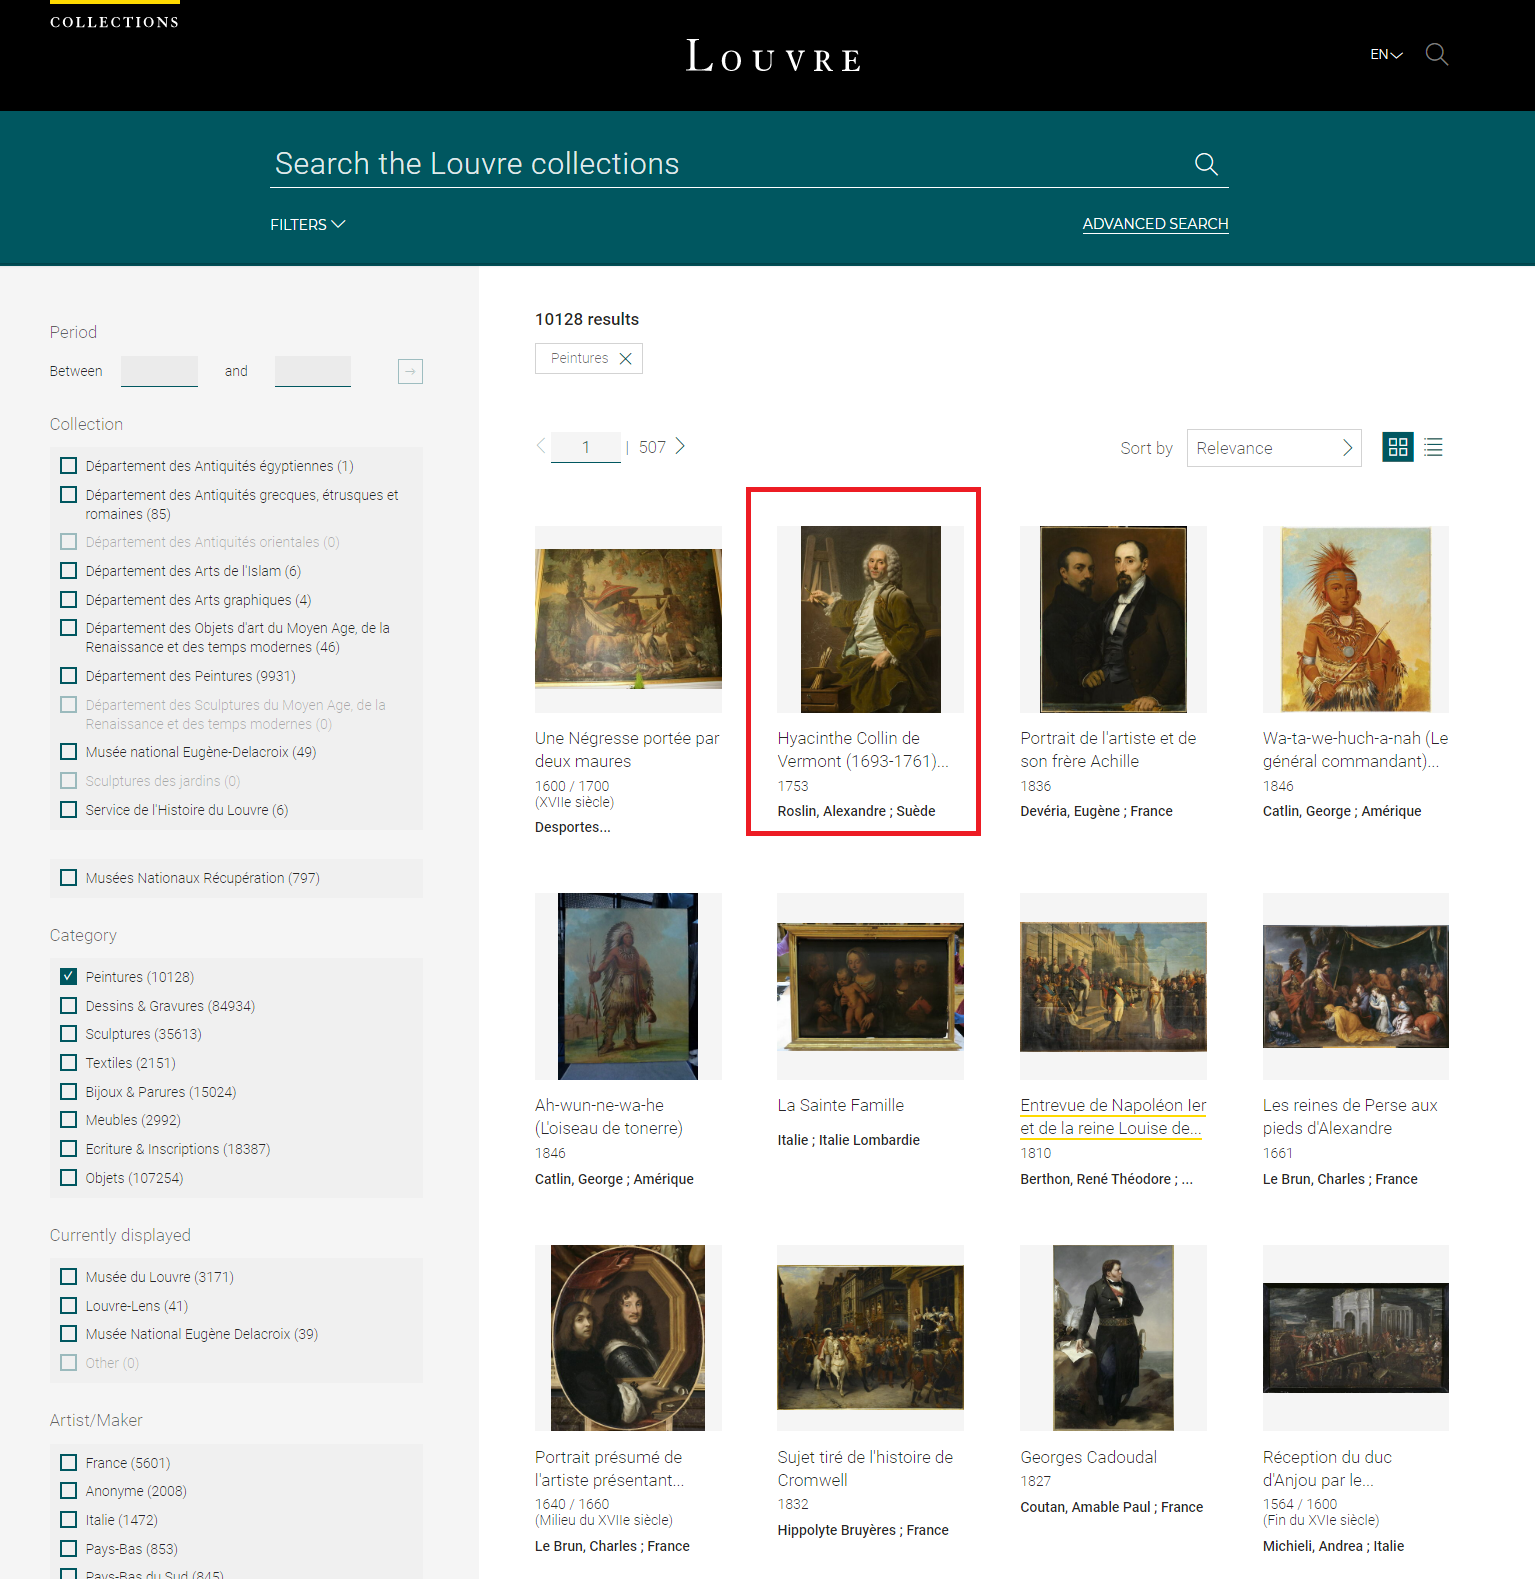 COLLECTIONS
LOUVRE
EN
Search the Louvre collections
FILTERS
ADVANCED SEARCH
Period
Between
and
Collection
Département des Antiquités égyptiennes (1)
Département des Antiquités grecques, étrusques et
romaines (85)
Département des Antiquités orientales (0)
Département des Arts de l'Islam (6)
Département des Arts graphiques (4)
Département des Objets d'art du Moyen Age, de la
Renaissance et des temps modernes (46)
Département des Peintures (9931)
Département des Sculptures du Moyen Age, de la
Renaissance et des temps modernes (0)
Musée national Eugène-Delacroix (49)
Sculptures des jardins (0)
Service de l'Histoire du Louvre (6)
Musées Nationaux Récupération (797)
Category
Peintures (10128)
Dessins & Gravures (84934)
Sculptures (35613)
Textiles (2151)
Bijoux & Parures (15024)
Meubles (2992)
Ecriture & Inscriptions (18387)
Objets (107254)
Currently displayed
Musée du Louvre (3171)
Louvre-Lens (41)
Musée National Eugène Delacroix (39)
Other (0)
Artist/Maker
France (5601)
Anonyme (2008)
Italie (1472)
Pays-Bas (853)
Pays-Bas du Sud (845)
10128 results
Peintures
1 | 507
Sort by Relevance
Une Négresse portée par
deux maures
1600 / 1700
(XVIIe siècle)
Desportes...
Hyacinthe Collin de
Vermont (1693-1761)...
1753
Roslin, Alexandre ; Suède
Portrait de l'artiste et de
son frère Achille
1836
Devéria, Eugène ; France
Wa-ta-we-huch-a-nah (Le
général commandant)...
1846
Catlin, George ; Amérique
Ah-wun-ne-wa-he
(L'oiseau de tonerre)
1846
Catlin, George ; Amérique
La Sainte Famille
Italie ; Italie Lombardie
Entrevue de Napoléon Ier
et de la reine Louise de...
1810
Berthon, René Théodore ; ...
Les reines de Perse aux
pieds d'Alexandre
1661
Le Brun, Charles ; France
Portrait présumé de
l'artiste présentant...
1640 / 1660
(Milieu du XVIIe siècle)
Le Brun, Charles ; France
Sujet tiré de l'histoire de
Cromwell
1832
Hippolyte Bruyères ; France
Georges Cadoudal
1827
Coutan, Amable Paul ; France
Réception du duc
d'Anjou par le...
1564 / 1600
(Fin du XVIe siècle)
Michieli, Andrea ; Italie